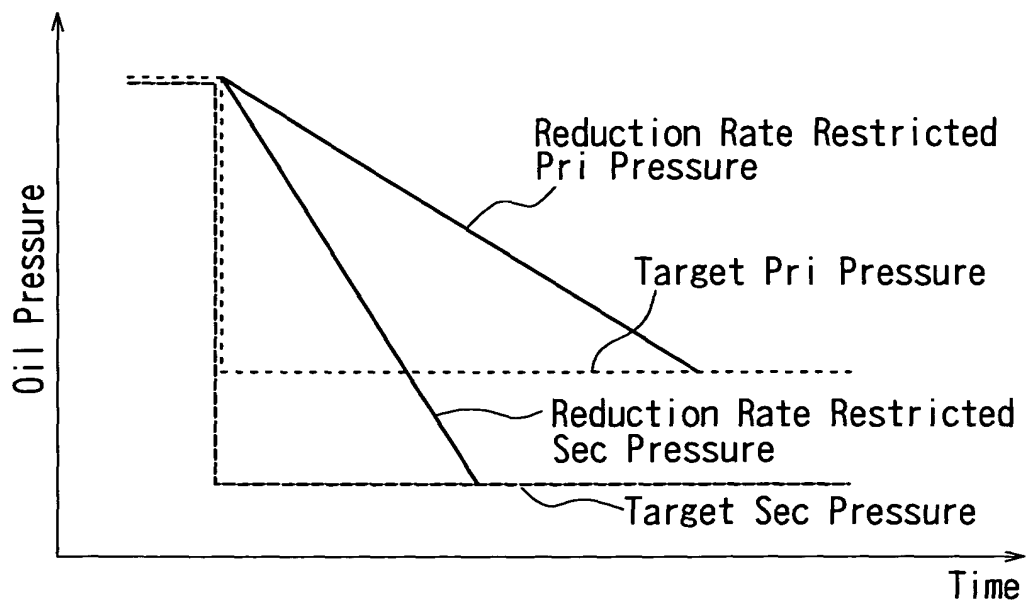 Reduction Rate Restricted
Pri Pressure
Target Pri Pressure
Oil Pressure
Reduction Rate Restricted
Sec Pressure
Target Sec Pressure
Time